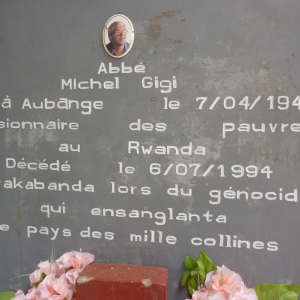 Abbé
Michel Gigi
à Aubange le 7/04/194
sionnaire des pauvre
au Rwanda
Décédé le 6/07/1994
akabanda lors du génocid
qui ensanglanta
e pays des mille collines